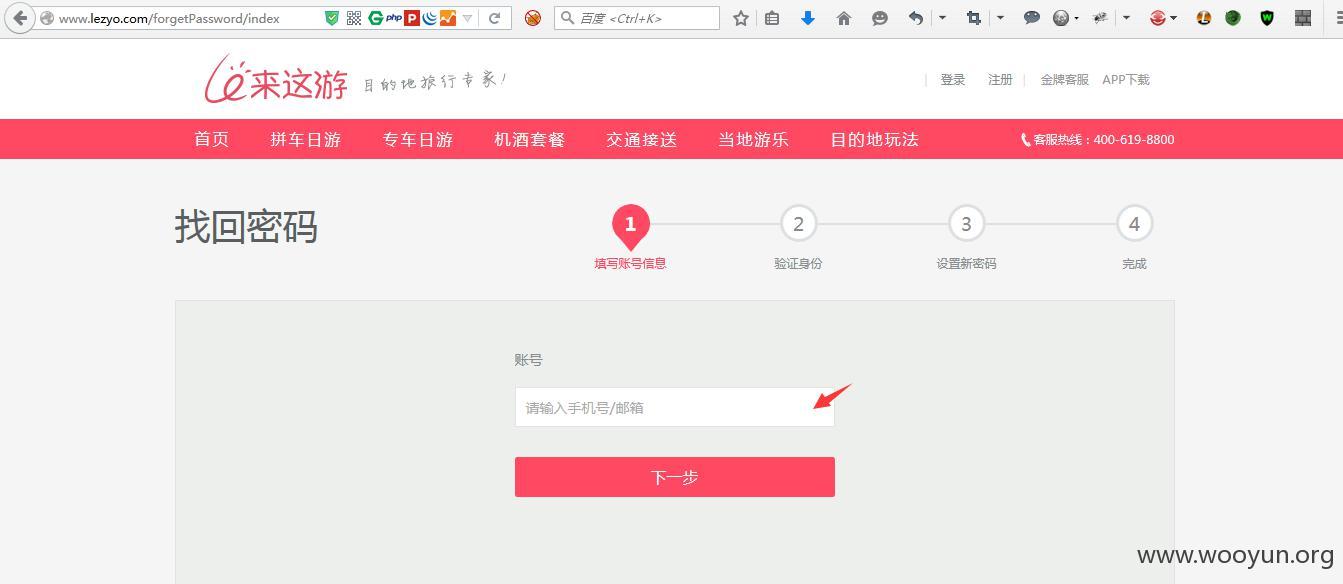 www.lezyo.com/forgetPassword/index
php
百度 <Ctrl+K>
来这游
目的地旅行专家!
登录 注册 金牌客服 APP下载
首页 拼车日游 专车日游 机酒套餐 交通接送 当地游乐 目的地玩法
客服热线：400-619-8800
找回密码
1 2 3 4
填写账号信息 验证身份 设置新密码 完成
账号
请输入手机号/邮箱
下一步
www.wooyun.org